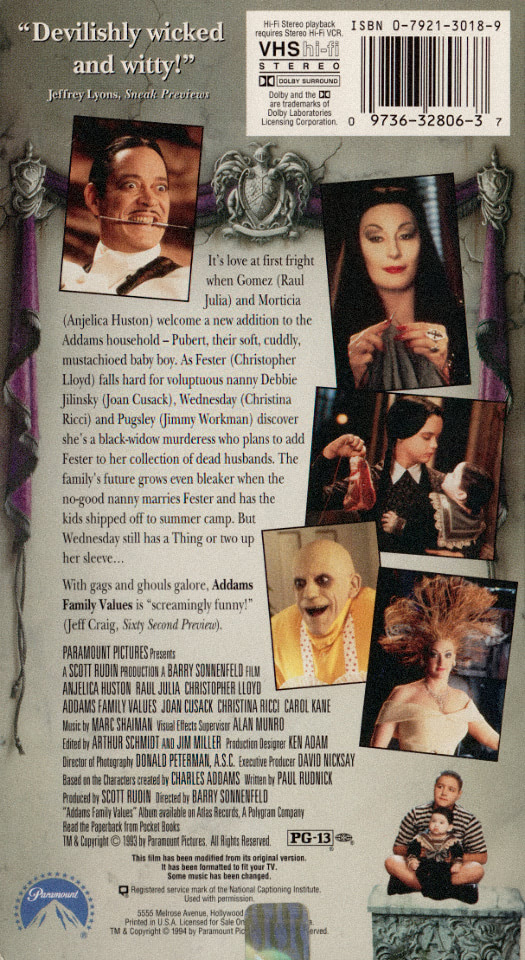 “Devilishly wicked
and witty!”
Jeffrey Lyons, Sneak Previews
Hi-Fi Stereo playback
requires Stereo Hi-Fi VCR.
VHS hi-fi
STEREO
DOLBY SURROUND
Dolby and the
are trademarks of
Dolby Laboratories
Licensing Corporation.
ISBN 0-7921-3018-9
0 9736-32806-3 7
It's love at first fright
when Gomez (Raul
Julia) and Morticia
(Anjelica Huston) welcome a new addition to the
Addams household – Pubert, their soft, cuddly,
mustachioed baby boy. As Fester (Christopher
Lloyd) falls hard for voluptuous nanny Debbie
Jilinsky (Joan Cusack), Wednesday (Christina
Ricci) and Pugsley (Jimmy Workman) discover
she's a black-widow murderess who plans to add
Fester to her collection of dead husbands. The
family's future grows even bleaker when the
no-good nanny marries Fester and has the
kids shipped off to summer camp. But
Wednesday still has a Thing or two up
her sleeve...
With gags and ghouls galore, Addams
Family Values is “screamingly funny!”
(Jeff Craig, Sixty Second Preview).
PARAMOUNT PICTURES Presents
A SCOTT RUDIN PRODUCTION A BARRY SONNENFELD FILM
ANJELICA HUSTON RAUL JULIA CHRISTOPHER LLOYD
ADDAMS FAMILY VALUES JOAN CUSACK CHRISTINA RICCI CAROL KANE
Music by MARC SHAIMAN Visual Effects Supervisor ALAN MUNRO
Edited by ARTHUR SCHMIDT AND JIM MILLER Production Designer KEN ADAM
Director of Photography DONALD PETERMAN, A.S.C. Executive Producer DAVID NICKSAY
Based on the Characters created by CHARLES ADDAMS Written by PAUL RUDNICK
Produced by SCOTT RUDIN Directed by BARRY SONNENFELD
"Addams Family Values" Album available on Atlas Records, A Polygram Company
Read the Paperback from Pocket Books
TM & Copyright © 1993 by Paramount Pictures. All Rights Reserved.
PG-13
This film has been modified from its original version.
It has been formatted to fit your TV.
Some music has been changed.
Registered service mark of the National Captioning Institute.
Used with permission.
5555 Melrose Avenue, Hollywood
Printed in U.S.A. Licensed for Sale On
TM & Copyright © 1994 by Paramount Pic rved.
Paramount
A